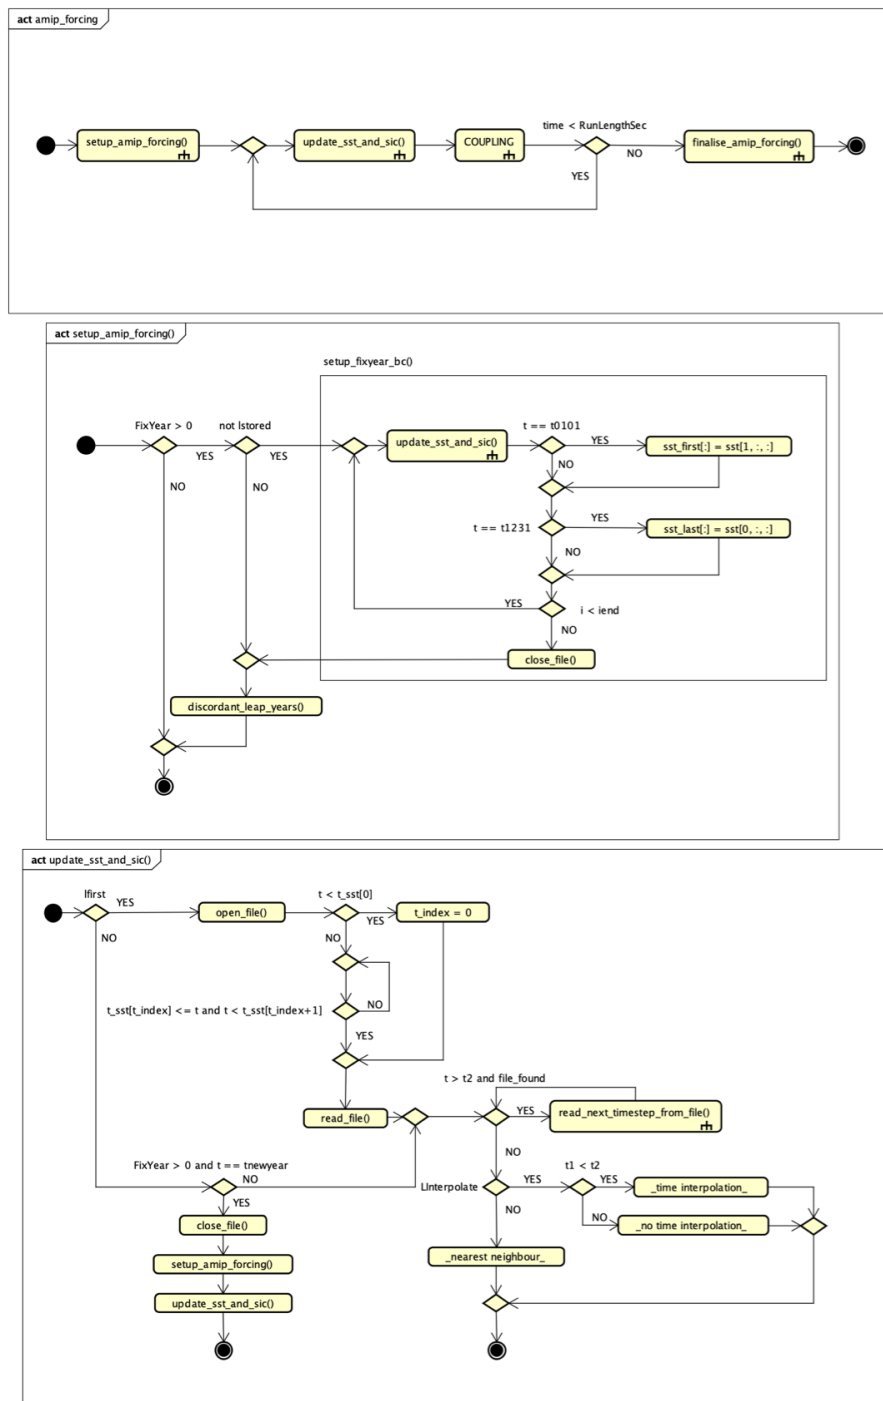 act amip_forcing
time < RunLengthSec
setup_amip_forcing()
update_sst_and_sic()
COUPLING
NO
finalise_amip_forcing()
YES
act setup_amip_forcing()
setup_fixyear_bc()
FixYear > 0
not lstored
t == t0101
YES
YES
update_sst_and_sic()
YES
sst_first[:] = sst[1, :, :]
NO
NO
NO
t == t1231
YES
sst_last[:] = sst[0, :, :]
NO
YES
i < iend
NO
close_file()
discordant_leap_years()
act update_sst_and_sic()
lfirst
YES
t < t_sst[0]
open_file()
YES
t_index = 0
NO
NO
t_sst[t_index] <= t and t < t_sst[t_index+1]
NO
YES
t > t2 and file_found
read_file()
YES
read_next_timestep_from_file()
NO
FixYear > 0 and t == tnewyear
NO
LInterpolate
YES
t1 < t2
YES
_time interpolation_
YES
NO
NO
_no time interpolation_
close_file()
_nearest neighbour_
setup_amip_forcing()
update_sst_and_sic()